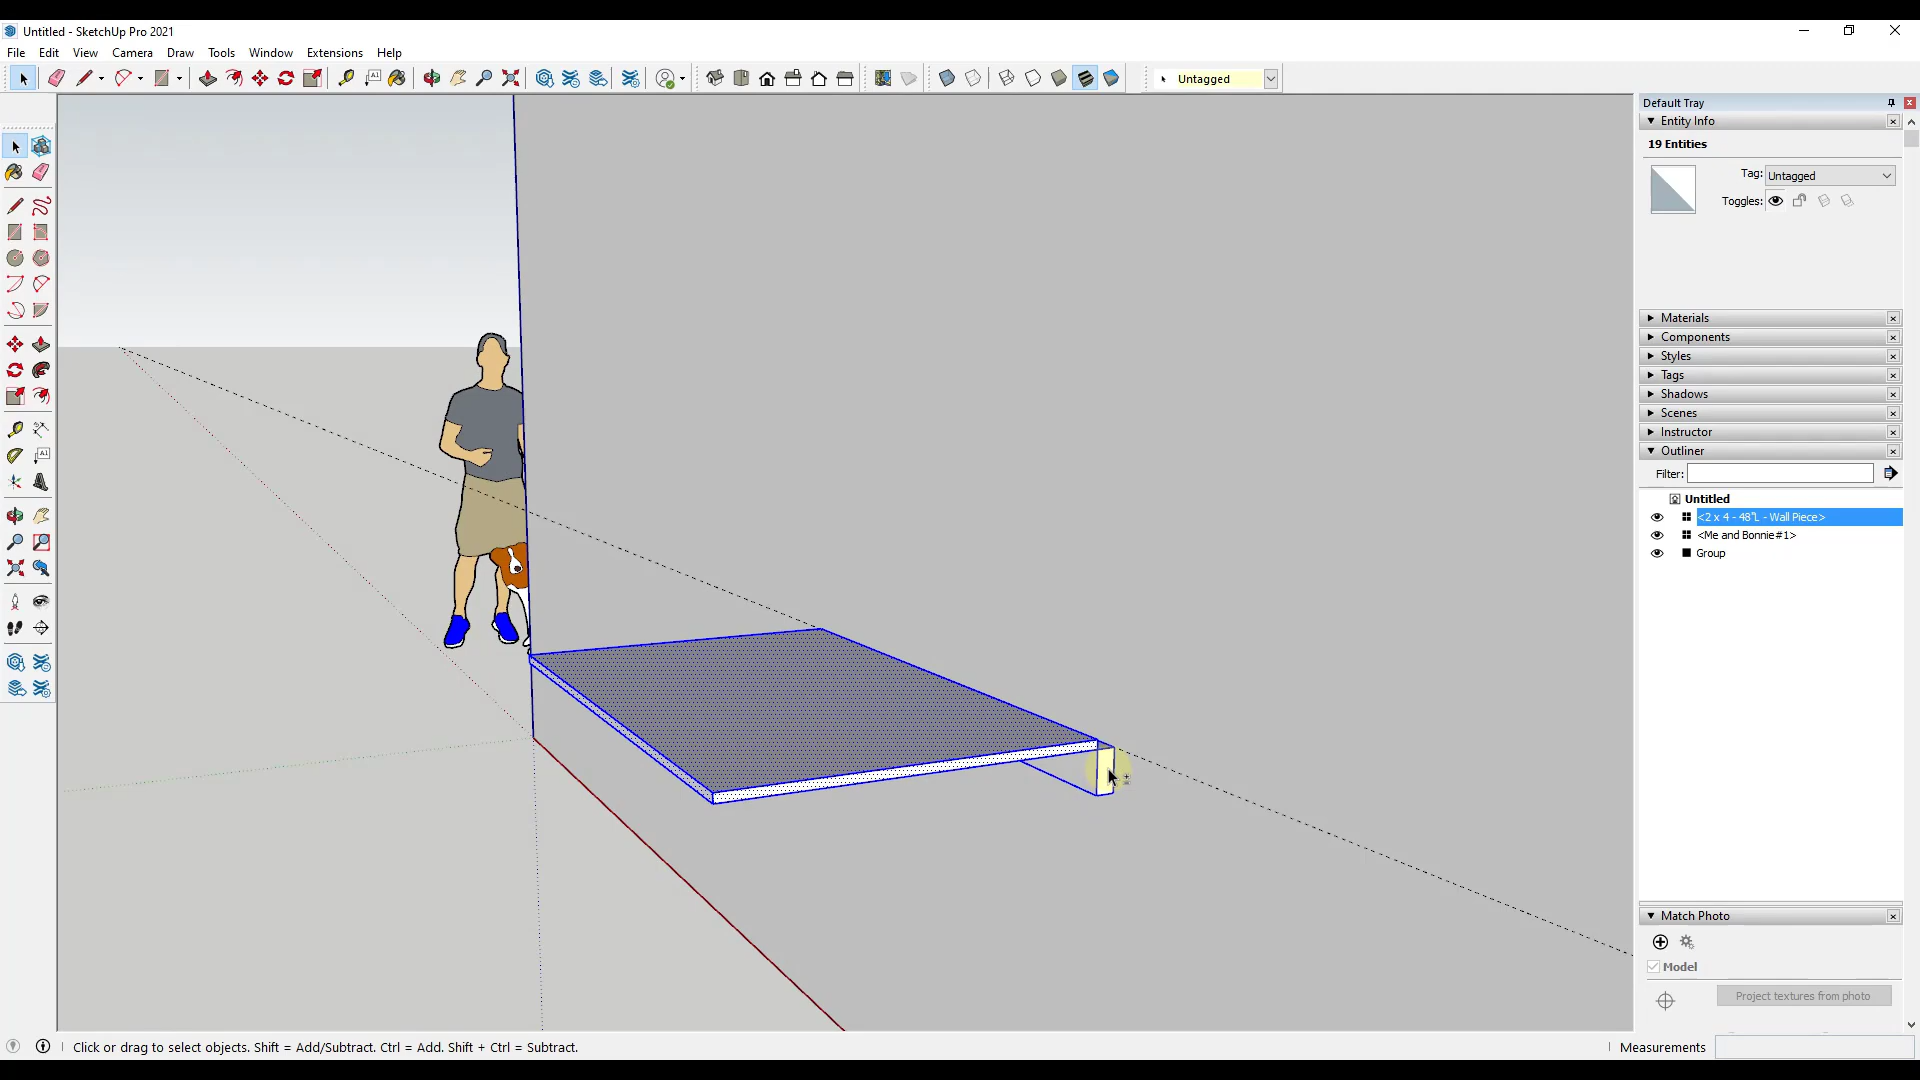 Untitled - SketchUp Pro 2021
File Edit View Camera Draw Tools Window Extensions Help
A1
Untagged
Default Tray
Entity Info
19 Entities
Tag: Untagged
Toggles:
Materials
Components
Styles
Tags
Shadows
Scenes
Instructor
Outliner
Filter:
Untitled
<2 x 4 - 48"L - Wall Piece>
<Me and Bonnie#1>
Group
A1
Match Photo
Model
Project textures from photo
Click or drag to select objects. Shift = Add/Subtract. Ctrl = Add. Shift + Ctrl = Subtract.
Measurements